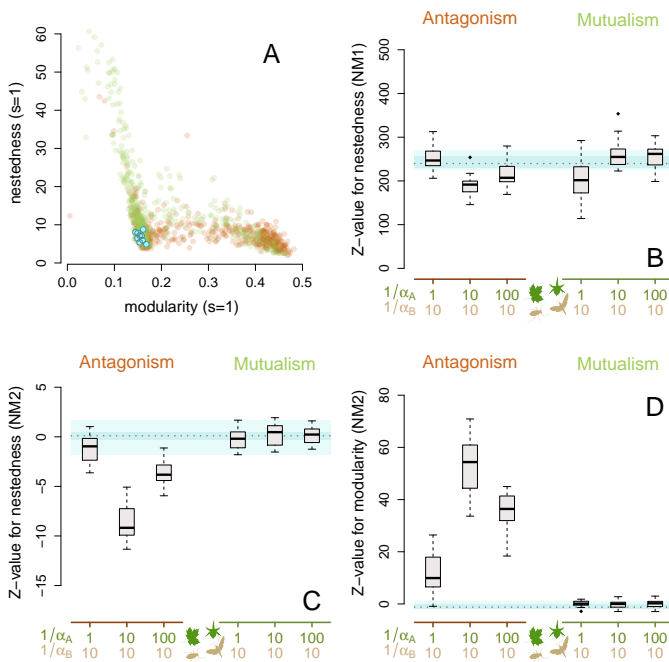 A
nestedness (s=1)
60
50
40
30
20
10
0
0.0 0.1 0.2 0.3 0.4 0.5
modularity (s=1)
Antagonism Mutualism
Z−value for nestedness (NM1)
500
400
300
200
100
0
B
1/αA 1 10 100 1 10 100
1/αB 10 10 10 10 10 10
Antagonism Mutualism
Z−value for nestedness (NM2)
5
0
−5
−10
−15
C
1/αA 1 10 100 1 10 100
1/αB 10 10 10 10 10 10
Antagonism Mutualism
D
Z−value for modularity (NM2)
80
60
40
20
0
1/αA 1 10 100 1 10 100
1/αB 10 10 10 10 10 10